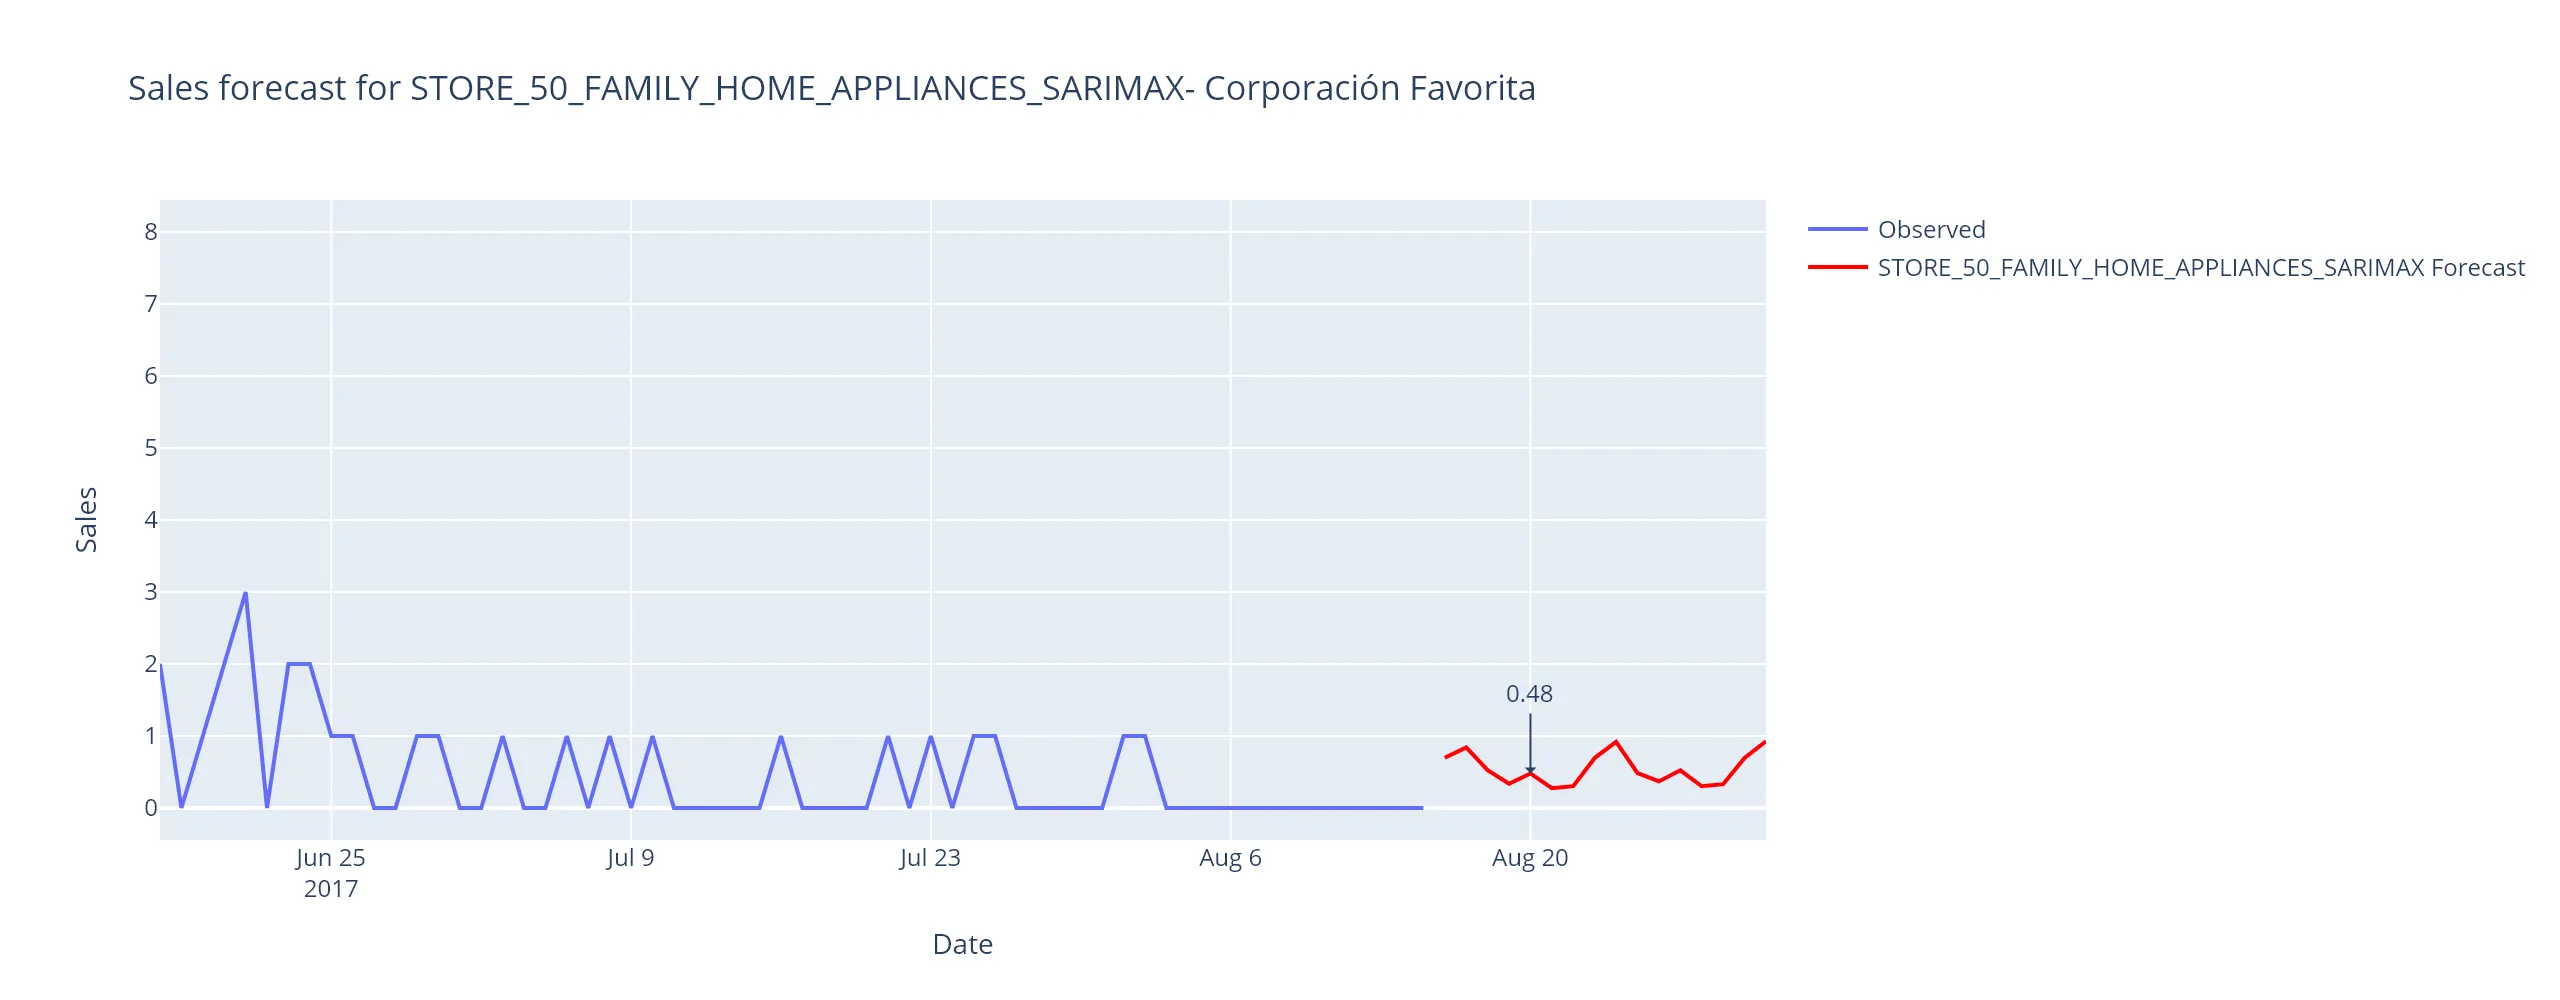 Sales forecast for STORE_50_FAMILY_HOME_APPLIANCES_SARIMAX- Corporación Favorita
Observed
STORE_50_FAMILY_HOME_APPLIANCES_SARIMAX Forecast
8
7
6
5
4
3
2
1
0
Sales
0.48
Jun 25
2017
Jul 9
Jul 23
Aug 6
Aug 20
Date